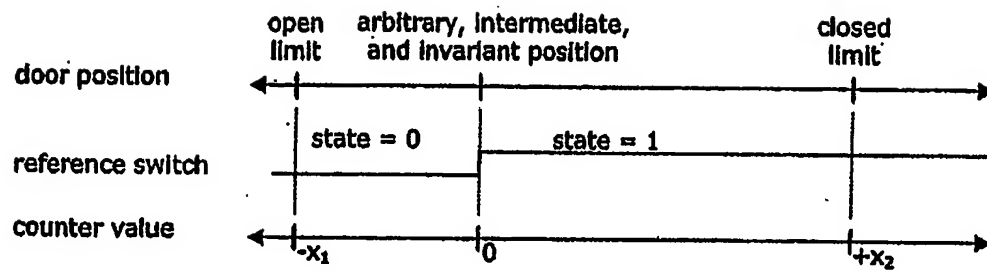 open arbitrary, intermediate, closed
limit and invariant position limit
door position
state = 0 state = 1
reference switch
counter value
-x₁ 0 +x₂